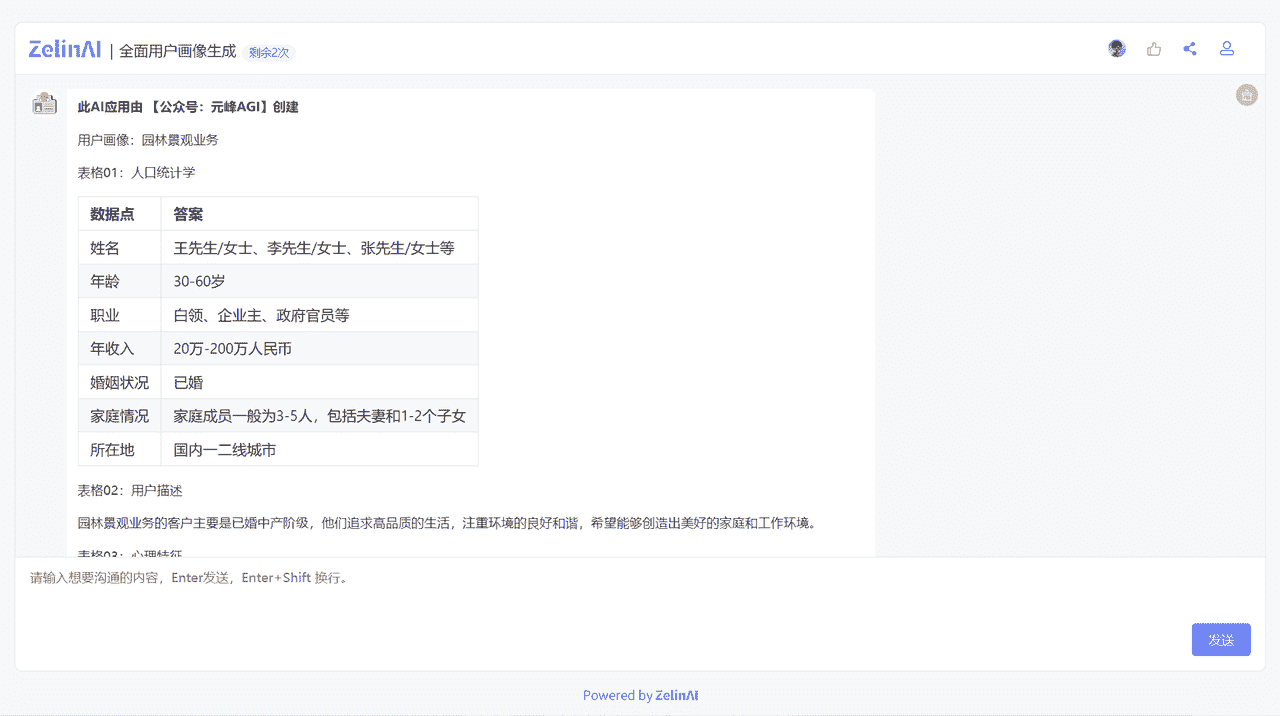 ZelinAI | 全面用户画像生成 剩余2次
此AI应用由 【公众号：元峰AGI】创建
用户画像：园林景观业务
表格01：人口统计学
数据点 答案
姓名 王先生/女士、李先生/女士、张先生/女士等
年龄 30-60岁
职业 白领、企业主、政府官员等
年收入 20万-200万人民币
婚姻状况 已婚
家庭情况 家庭成员一般为3-5人，包括夫妻和1-2个子女
所在地 国内一二线城市
表格02：用户描述
园林景观业务的客户主要是已婚中产阶级，他们追求高品质的生活，注重环境的良好和谐，希望能够创造出美好的家庭和工作环境。
表格03：心理特征
请输入想要沟通的内容，Enter发送，Enter+Shift 换行。
发送
Powered by ZelinAI